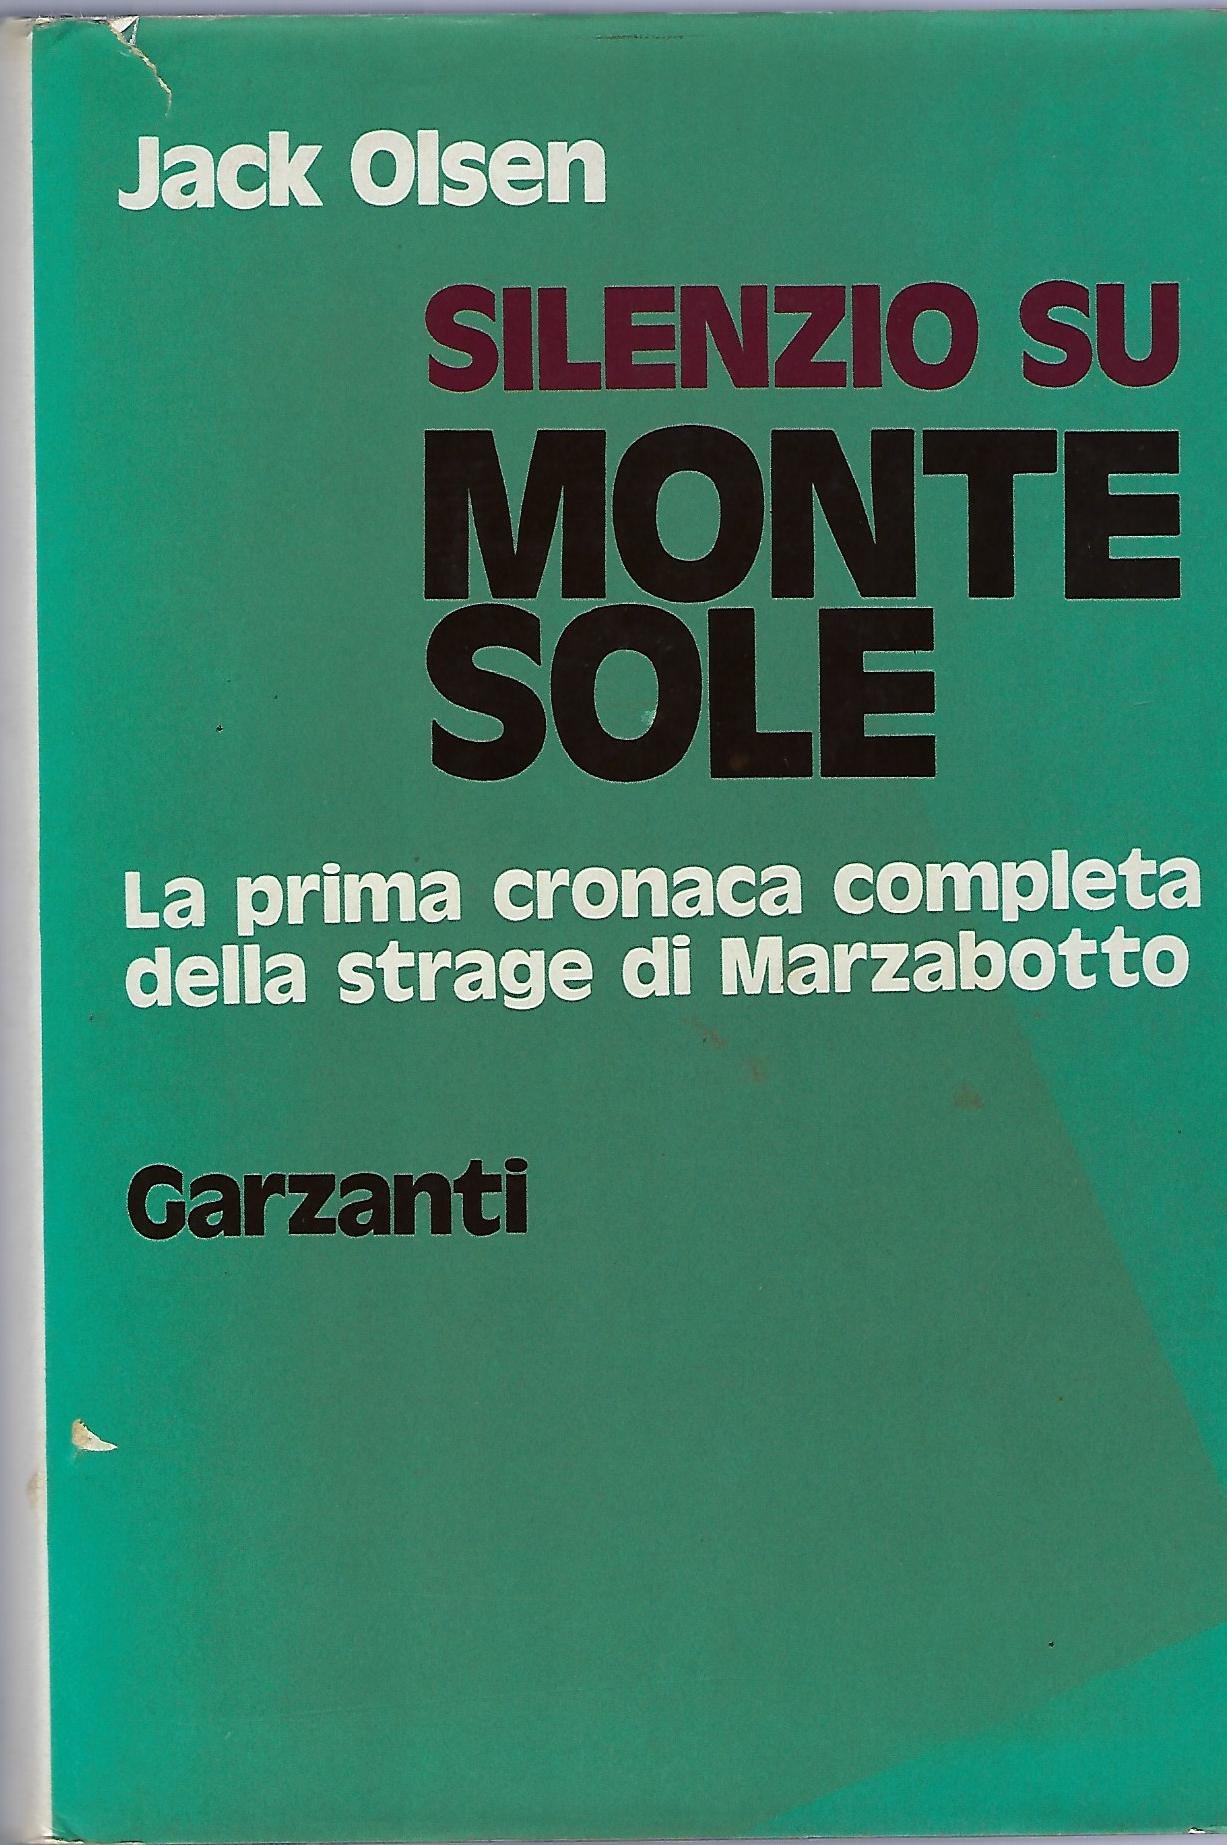 Jack Olsen
SILENZIO SU
MONTE
SOLE
La prima cronaca completa
della strage di Marzabotto
Garzanti